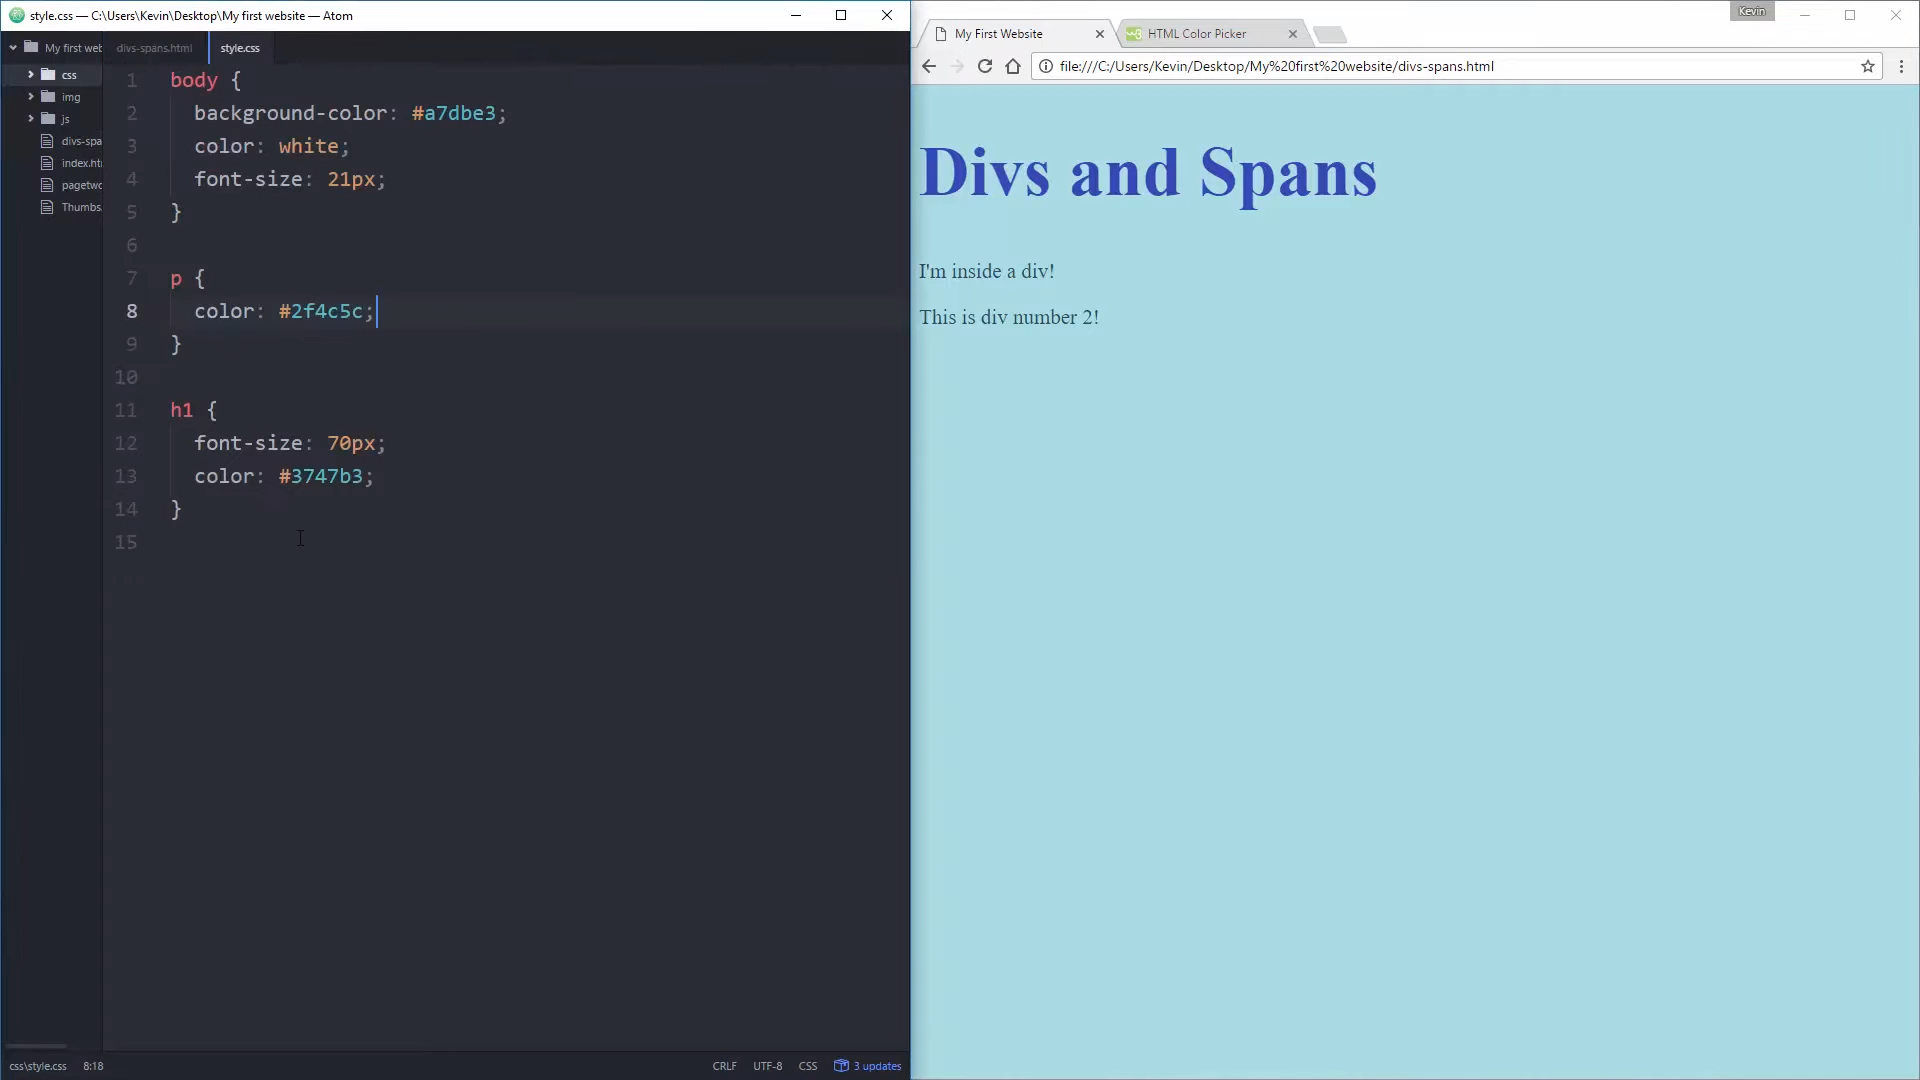 style.css — C:\Users\Kevin\Desktop\My first website — Atom
My first web
css
img
js
divs-spa
index.ht
pagetwo
Thumbs.
divs-spans.html
style.css
1 body {
2 background-color: #a7dbe3;
3 color: white;
4 font-size: 21px;
5 }
6
7 p {
8 color: #2f4c5c;
9 }
10
11 h1 {
12 font-size: 70px;
13 color: #3747b3;
14 }
15
css\style.css 8:18
CRLF UTF-8 CSS 3 updates
Kevin
My First Website
HTML Color Picker
file:///C:/Users/Kevin/Desktop/My%20first%20website/divs-spans.html
Divs and Spans
I'm inside a div!
This is div number 2!